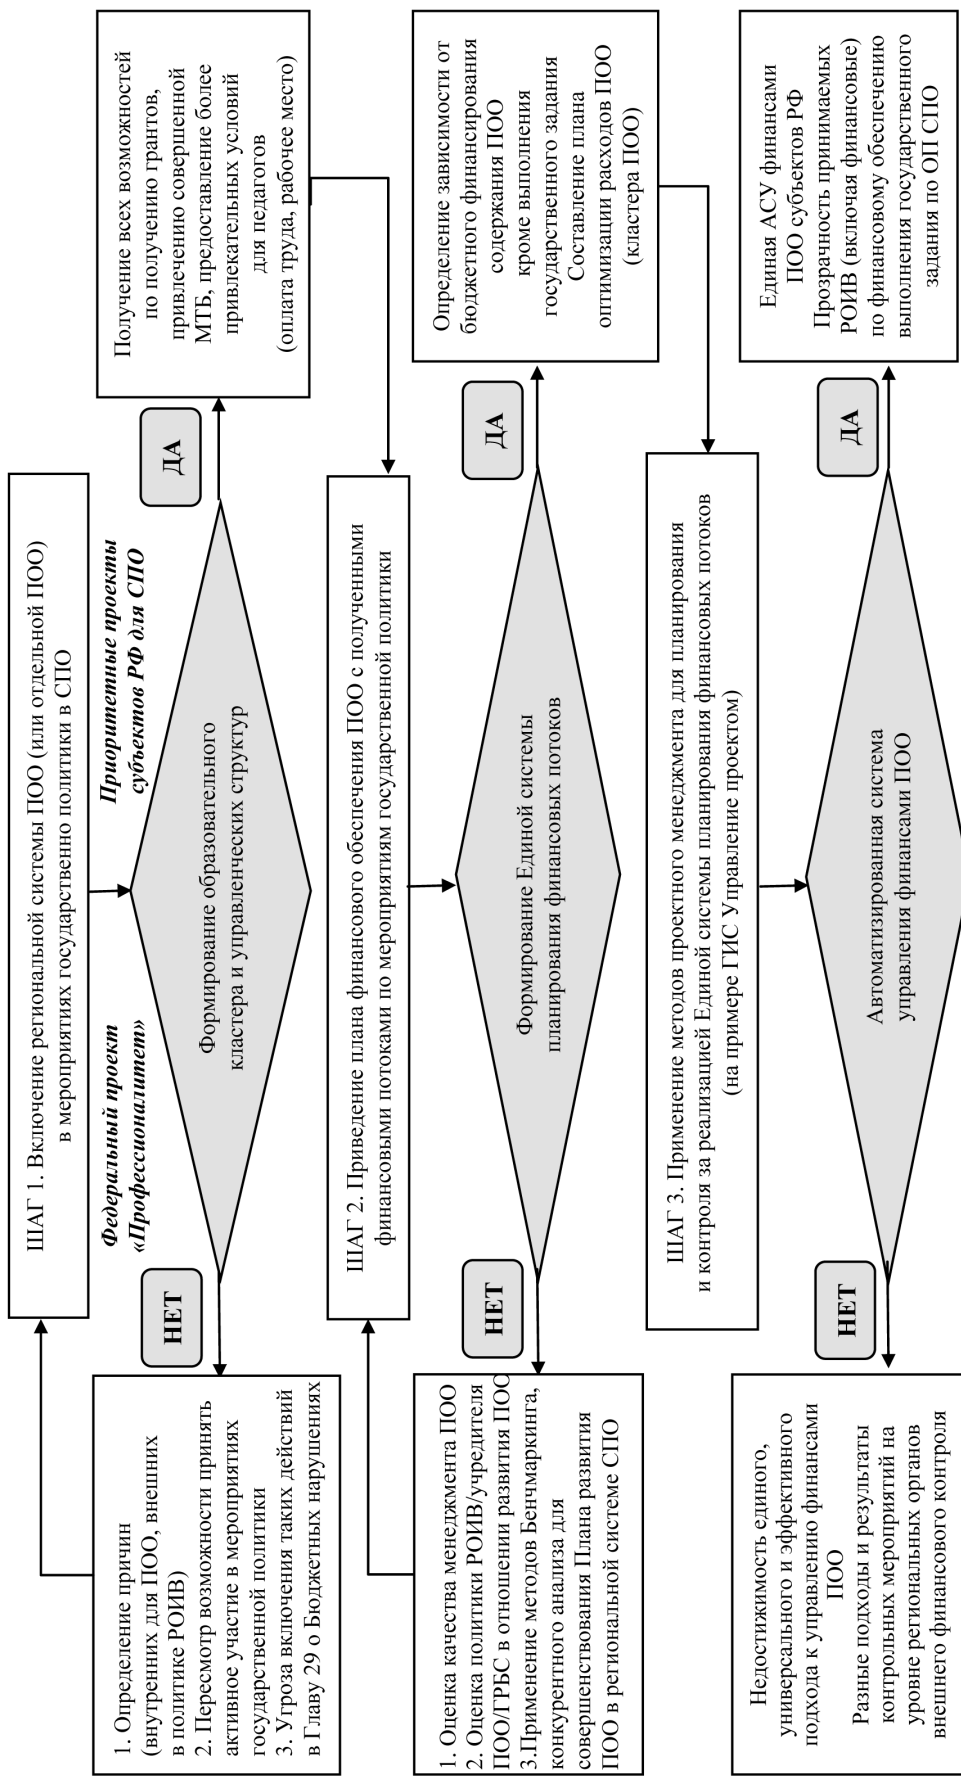 ШАГ 1. Включение региональной системы ПОО (или отдельной ПОО)
в мероприятиях государственно политики в СПО
Федеральный проект
«Профессионалитет»
Приоритетные проекты
субъектов РФ для СПО
НЕТ
Формирование образовательного
кластера и управленческих структур
ДА
1. Определение причин
(внутренних для ПОО, внешних
в политике РОИВ)
2. Пересмотр возможности принять
активное участие в мероприятиях
государственной политики
3. Угроза включения таких действий
в Главу 29 о Бюджетных нарушениях
Получение всех возможностей
по получению грантов,
привлечению совершенной
МТБ, предоставление более
привлекательных условий
для педагогов
(оплата труда, рабочее место)
ШАГ 2. Приведение плана финансового обеспечения ПОО с полученными
финансовыми потоками по мероприятиям государственной политики
НЕТ
Формирование Единой системы
планирования финансовых потоков
ДА
1. Оценка качества менеджмента ПОО
2. Оценка политики РОИВ/учредителя
ПОО/ГРБС в отношении развития ПОО
3.Применение методов Бенчмаркинга,
конкурентного анализа для
совершенствования Плана развития
ПОО в региональной системе СПО
Определение зависимости от
бюджетного финансирования
содержания ПОО
кроме выполнения
государственного задания
Составление плана
оптимизации расходов ПОО
(кластера ПОО)
ШАГ 3. Применение методов проектного менеджмента для планирования
и контроля за реализацией Единой системы планирования финансовых потоков
(на примере ГИС Управление проектом)
НЕТ
Автоматизированная система
управления финансами ПОО
ДА
Недостижимость единого,
универсального и эффективного
подхода к управлению финансами
ПОО
Разные подходы и результаты
контрольных мероприятий на
уровне региональных органов
внешнего финансового контроля
Единая АСУ финансами
ПОО субъектов РФ
Прозрачность принимаемых
РОИВ (включая финансовые)
по финансовому обеспечению
выполнения государственного
задания по ОП СПО